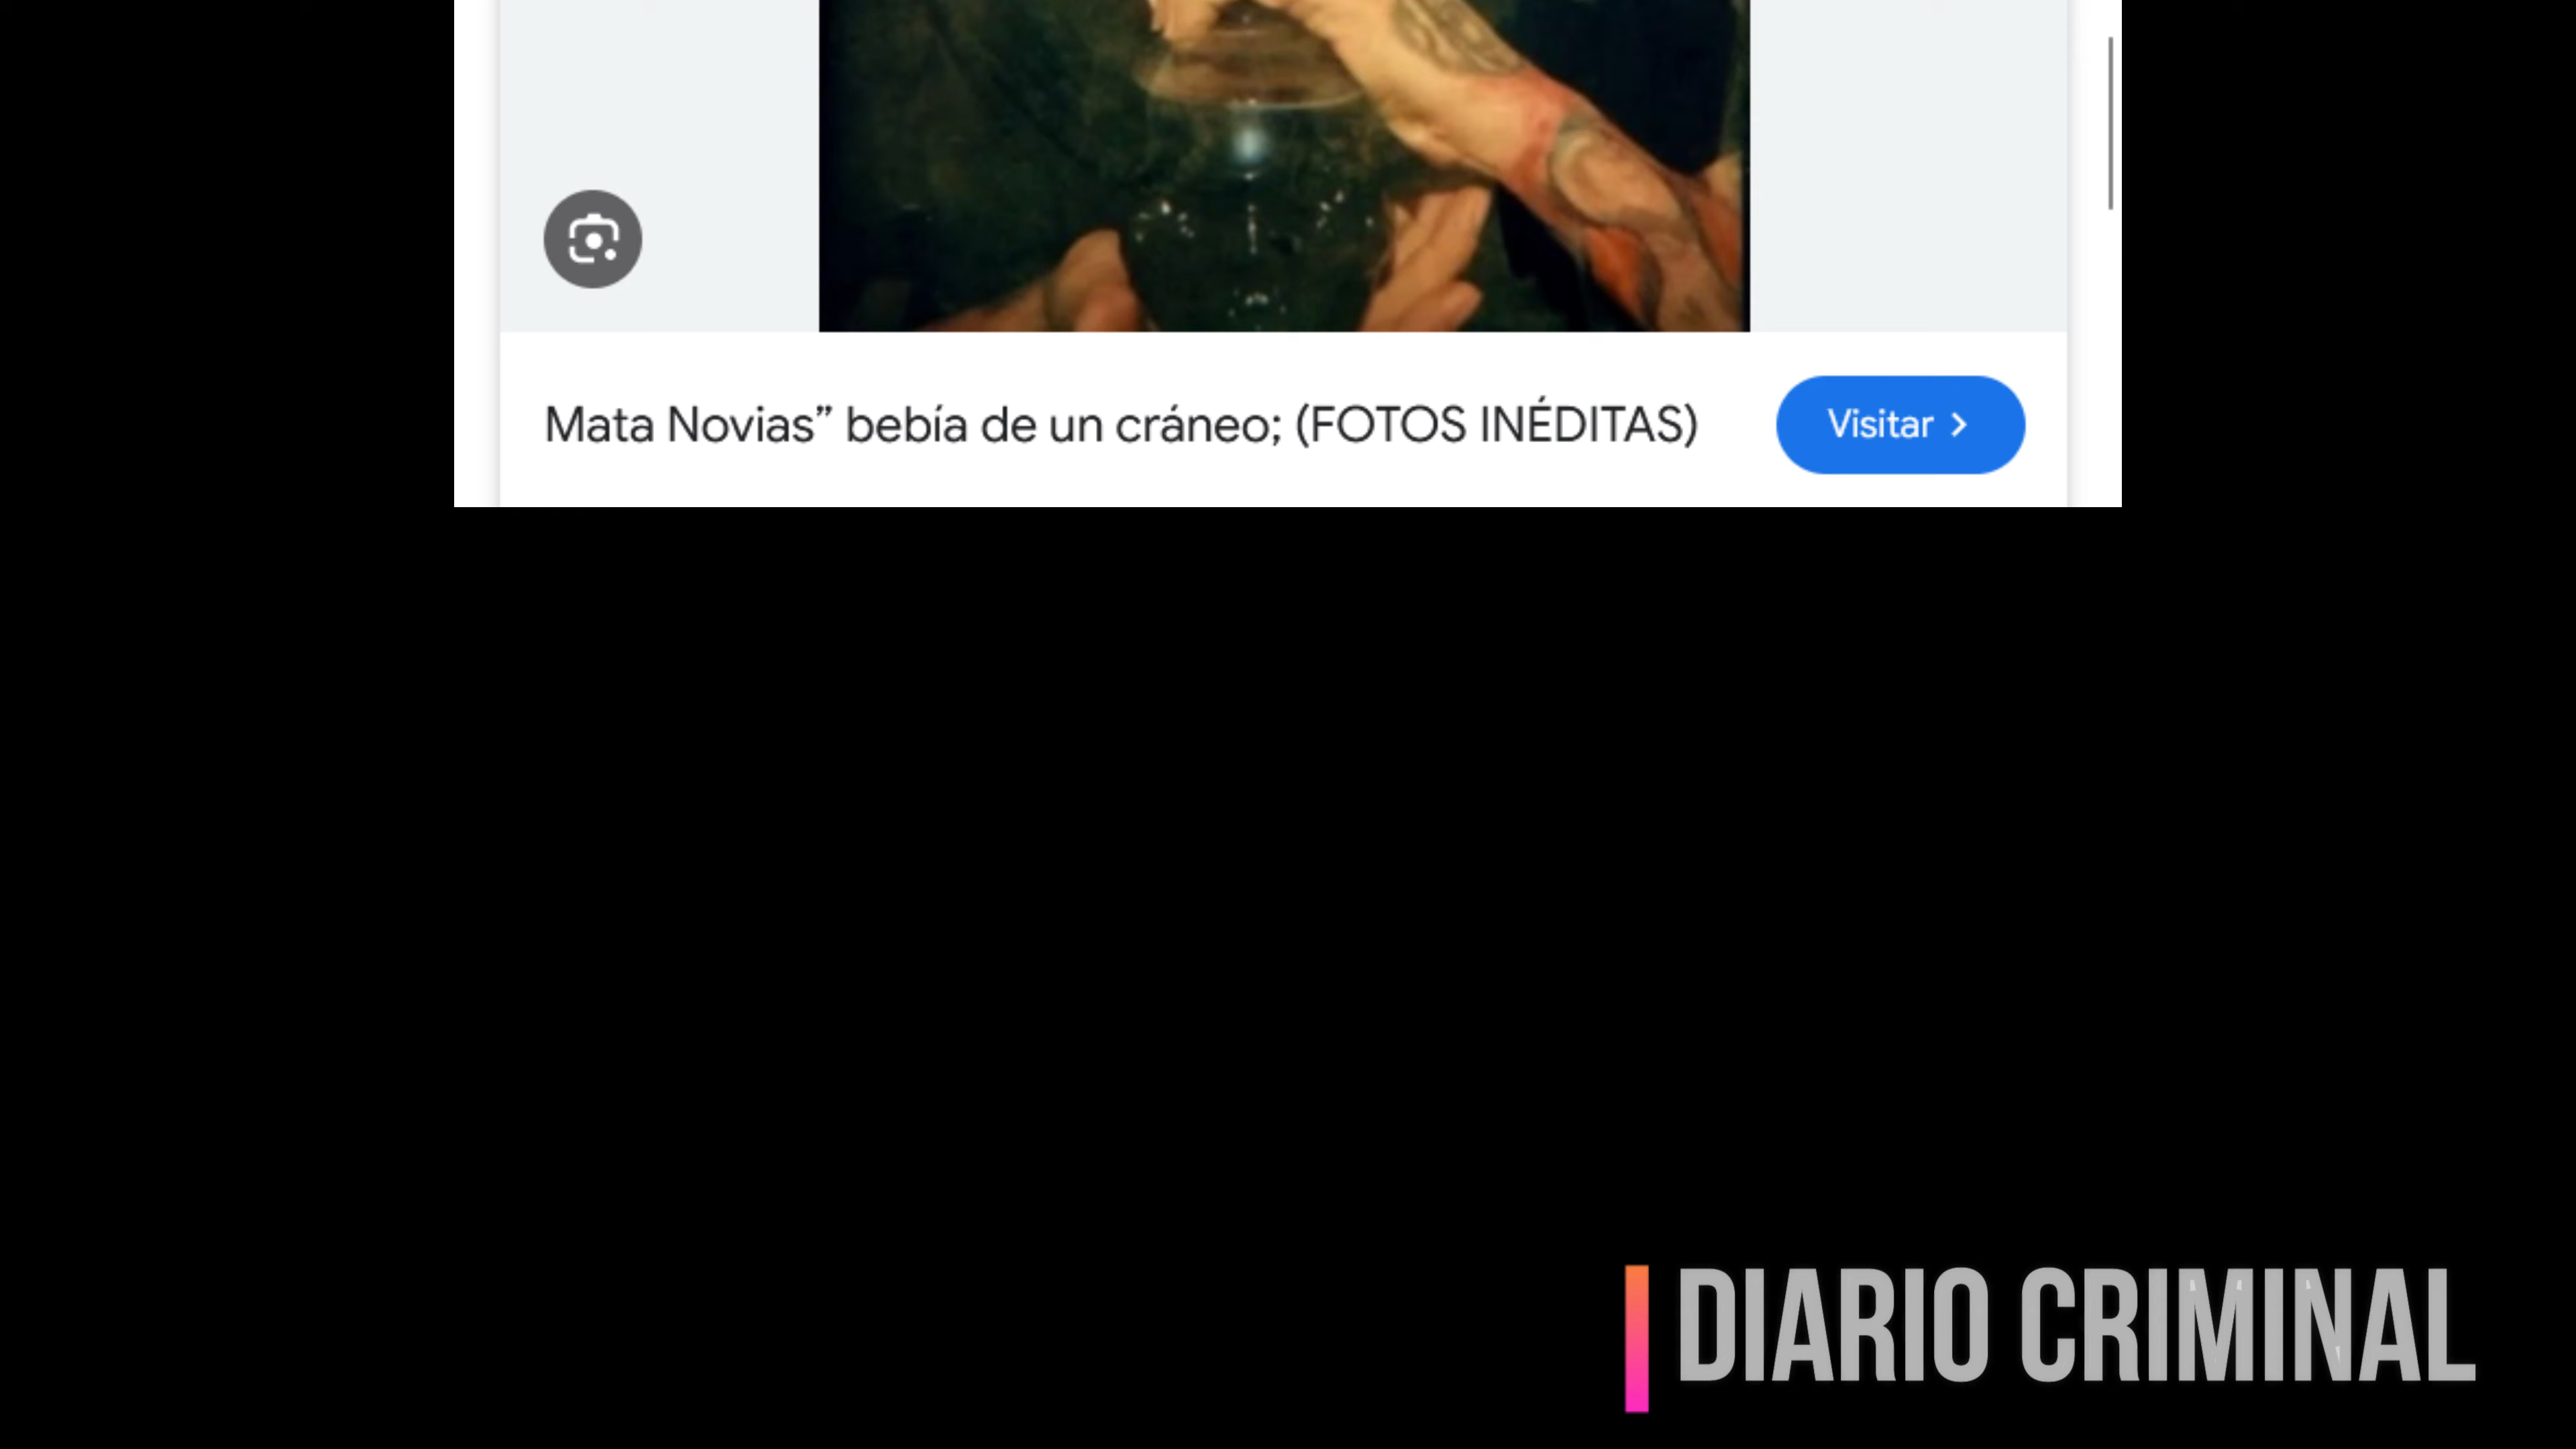 Mata Novias” bebía de un cráneo; (FOTOS INÉDITAS)
Visitar
DIARIO CRIMINAL